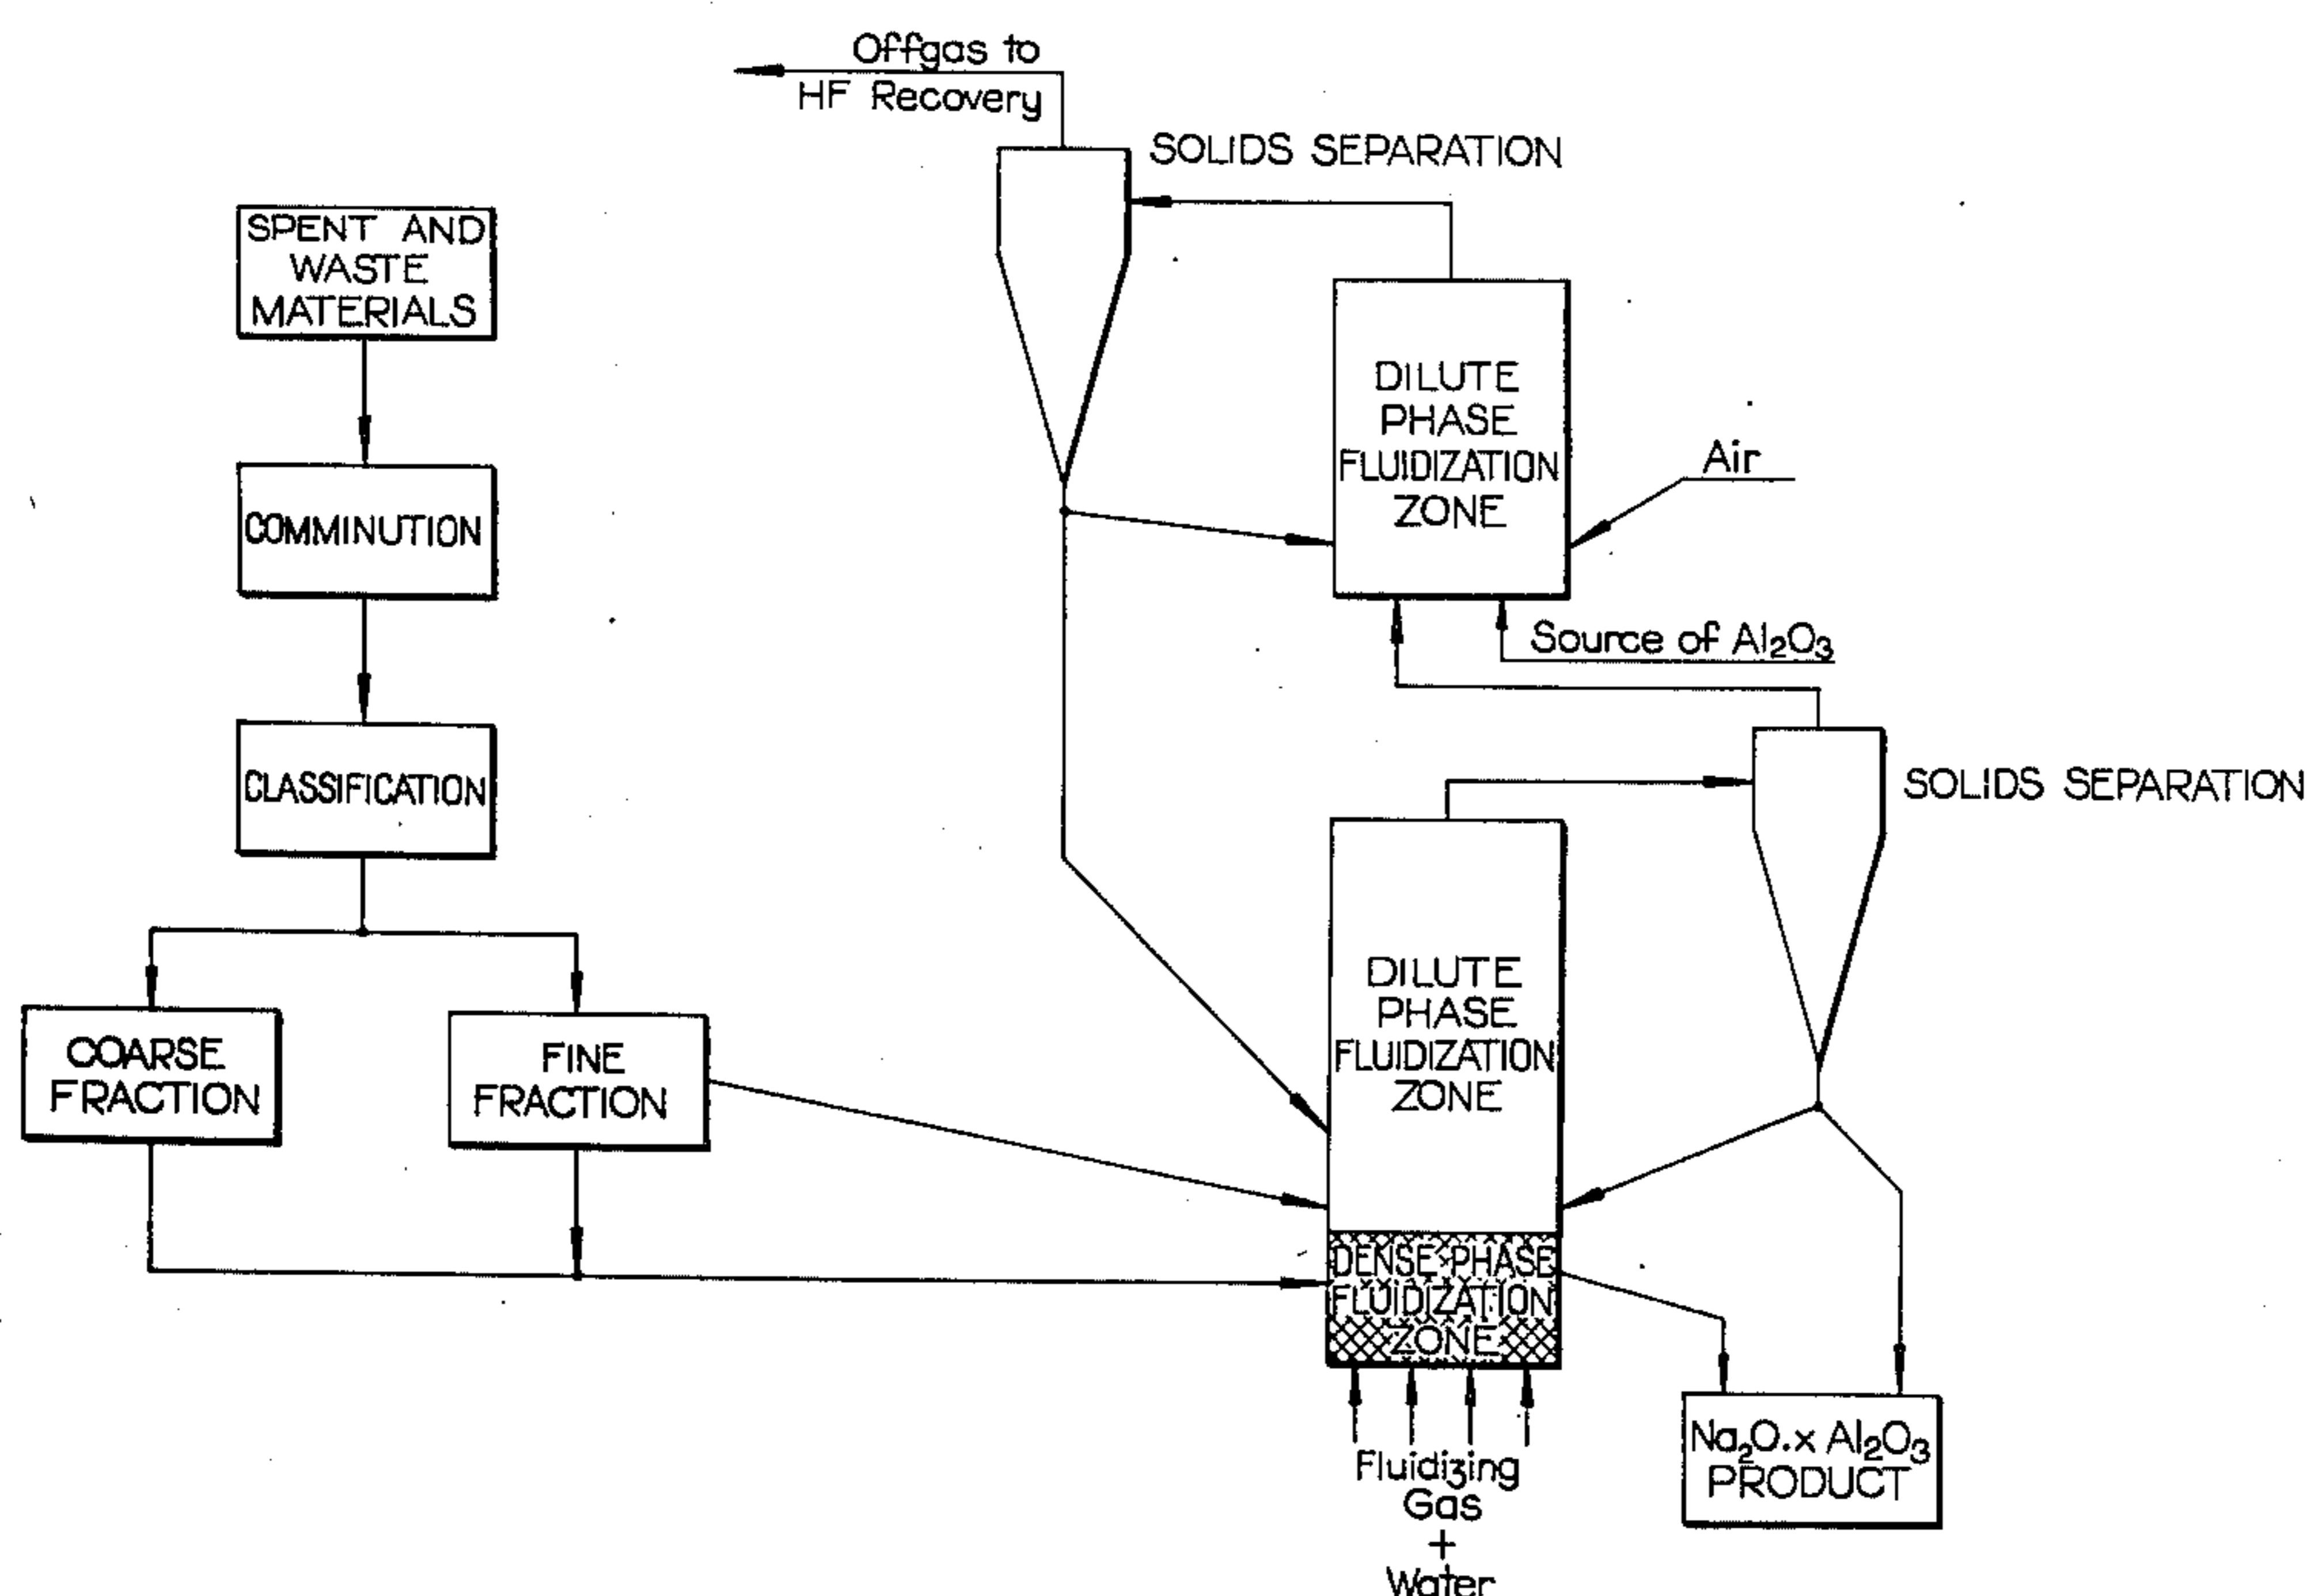 Offgas to
HF Recovery
SOLIDS SEPARATION
SPENT AND
WASTE
MATERIALS
DILUTE
PHASE
FLUIDIZATION
ZONE
Air
COMMINUTION
Source of Al₂O₃
CLASSIFICATION
SOLIDS SEPARATION
DILUTE
PHASE
FLUIDIZATION
ZONE
COARSE
FRACTION
FINE
FRACTION
DENSE PHASE
FLUIDIZATION
ZONE
Na₂O.x Al₂O₃
PRODUCT
Fluidizing
Gas
+
Water